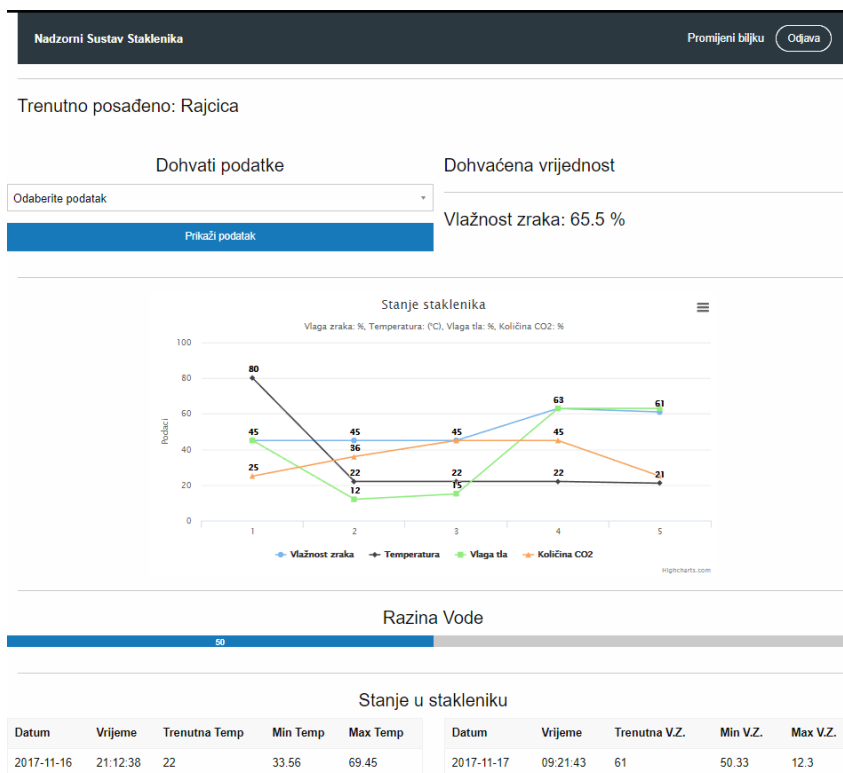 Nadzorni Sustav Staklenika Promijeni biljku Odjava
Trenutno posađeno: Rajcica
Dohvati podatke
Odaberite podatak
Prikaži podatak
Dohvaćena vrijednost
Vlažnost zraka: 65.5 %
Stanje staklenika
Vlaga zraka: %, Temperatura: (°C), Vlaga tla: %, Količina CO2: %
Podaci
100
80
60
40
20
0
80
45 45 45 63 61
25 36 45 45
22 22 22 21
12 15
1 2 3 4 5
Vlažnost zraka Temperatura Vlaga tla Količina CO2
Highcharts.com
Razina Vode
50
Stanje u stakleniku
Datum Vrijeme Trenutna Temp Min Temp Max Temp
2017-11-16 21:12:38 22 33.56 69.45
Datum Vrijeme Trenutna V.Z. Min V.Z. Max V.Z.
2017-11-17 09:21:43 61 50.33 12.3